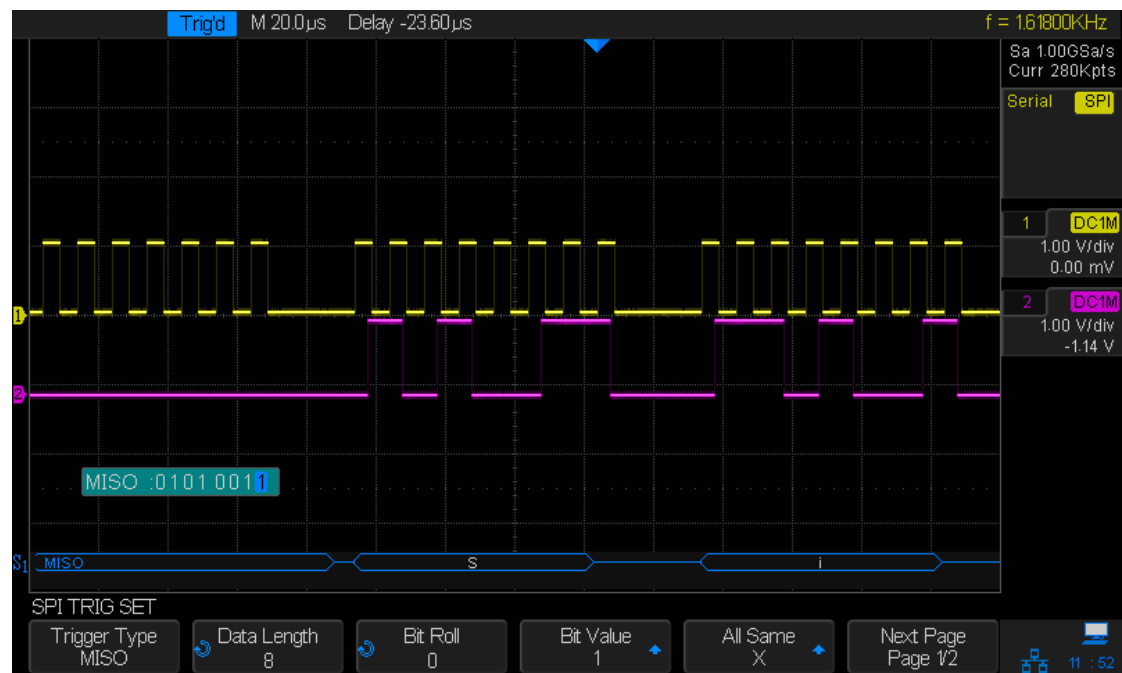 Trig'd M 20.0µs Delay -23.60µs f = 1.61800KHz
Sa 1.00GSa/s
Curr 280Kpts
Serial SPI
1 DC1M
1.00 V/div
0.00 mV
2 DC1M
1.00 V/div
-1.14 V
1
2
MISO :0101 0011
S1 MISO S i
SPI TRIG SET
Trigger Type
MISO
Data Length
8
Bit Roll
0
Bit Value
1
All Same
X
Next Page
Page 1/2
11 : 52